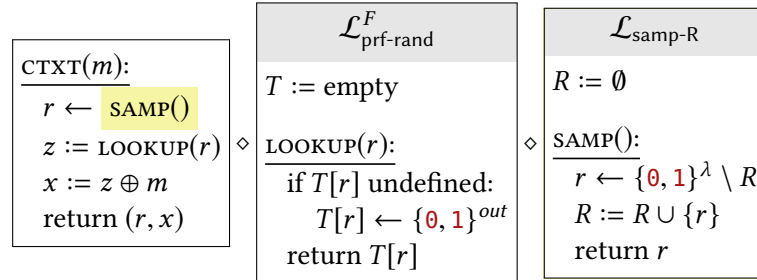 CTXT(m):
r ← SAMP()
z := LOOKUP(r)
x := z ⊕ m
return (r, x)
⋄
𝓛^F_prf-rand
T := empty
LOOKUP(r):
if T[r] undefined:
T[r] ← {0, 1}^out
return T[r]
⋄
𝓛_samp-R
R := ∅
SAMP():
r ← {0, 1}^λ \ R
R := R ∪ {r}
return r